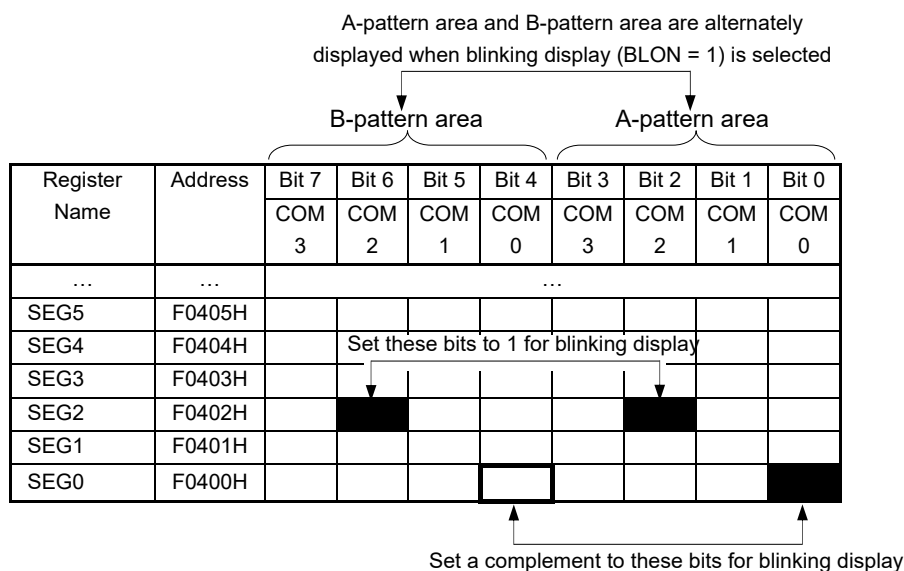 A-pattern area and B-pattern area are alternately
displayed when blinking display (BLON = 1) is selected
B-pattern area A-pattern area
Register Address Bit 7 Bit 6 Bit 5 Bit 4 Bit 3 Bit 2 Bit 1 Bit 0
Name COM COM COM COM COM COM COM COM
3 2 1 0 3 2 1 0
… … …
SEG5 F0405H
SEG4 F0404H Set these bits to 1 for blinking display
SEG3 F0403H
SEG2 F0402H
SEG1 F0401H
SEG0 F0400H
Set a complement to these bits for blinking display